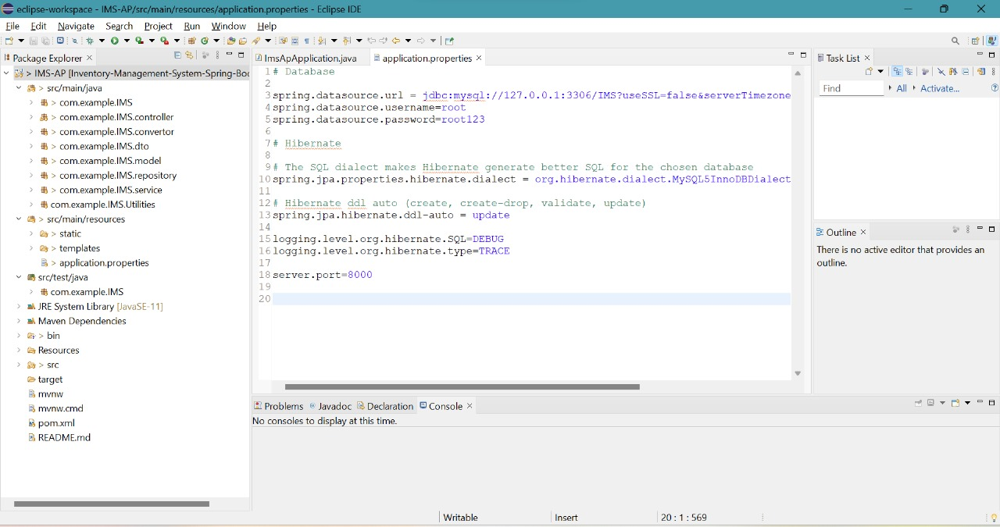 eclipse-workspace - IMS-AP/src/main/resources/application.properties - Eclipse IDE
File Edit Navigate Search Project Run Window Help
Package Explorer
> IMS-AP [Inventory-Management-System-Spring-Boo
> src/main/java
> com.example.IMS
> com.example.IMS.controller
> com.example.IMS.convertor
> com.example.IMS.dto
> com.example.IMS.model
> com.example.IMS.repository
> com.example.IMS.service
com.example.IMS.Utilities
> src/main/resources
> static
> templates
> application.properties
src/test/java
com.example.IMS
JRE System Library [JavaSE-11]
Maven Dependencies
> bin
Resources
> src
target
mvnw
mvnw.cmd
pom.xml
README.md
ImsApApplication.java application.properties
1 # Database
2
3 spring.datasource.url = jdbc:mysql://127.0.0.1:3306/IMS?useSSL=false&serverTimezone
4 spring.datasource.username=root
5 spring.datasource.password=root123
6
7 # Hibernate
8
9 # The SQL dialect makes Hibernate generate better SQL for the chosen database
10 spring.jpa.properties.hibernate.dialect = org.hibernate.dialect.MySQL5InnoDBDialect
11
12 # Hibernate ddl auto (create, create-drop, validate, update)
13 spring.jpa.hibernate.ddl-auto = update
14
15 logging.level.org.hibernate.SQL=DEBUG
16 logging.level.org.hibernate.type=TRACE
17
18 server.port=8000
19
20
Problems Javadoc Declaration Console
No consoles to display at this time.
Task List
Find All Activate...
Outline
There is no active editor that provides an
outline.
Writable Insert 20 : 1 : 569